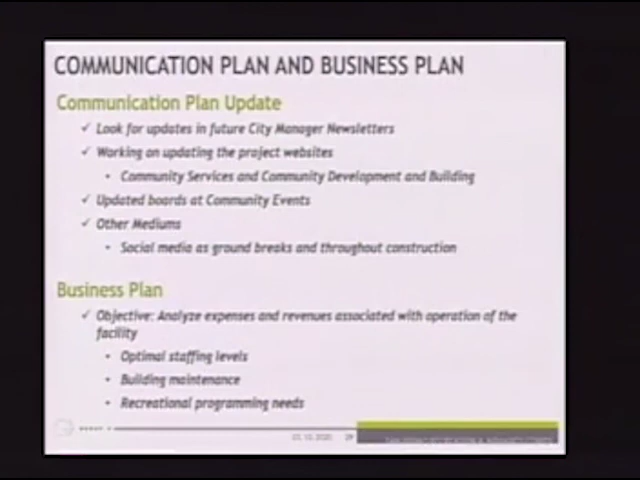 COMMUNICATION PLAN AND BUSINESS PLAN
Communication Plan Update
✓ Look for updates in future City Manager Newsletters
✓ Working on updating the project websites
• Community Services and Community Development and Building
✓ Updated boards at Community Events
✓ Other Mediums
• Social media as ground breaks and throughout construction
Business Plan
✓ Objective: Analyze expenses and revenues associated with operation of the
facility
• Optimal staffing levels
• Building maintenance
• Recreational programming needs